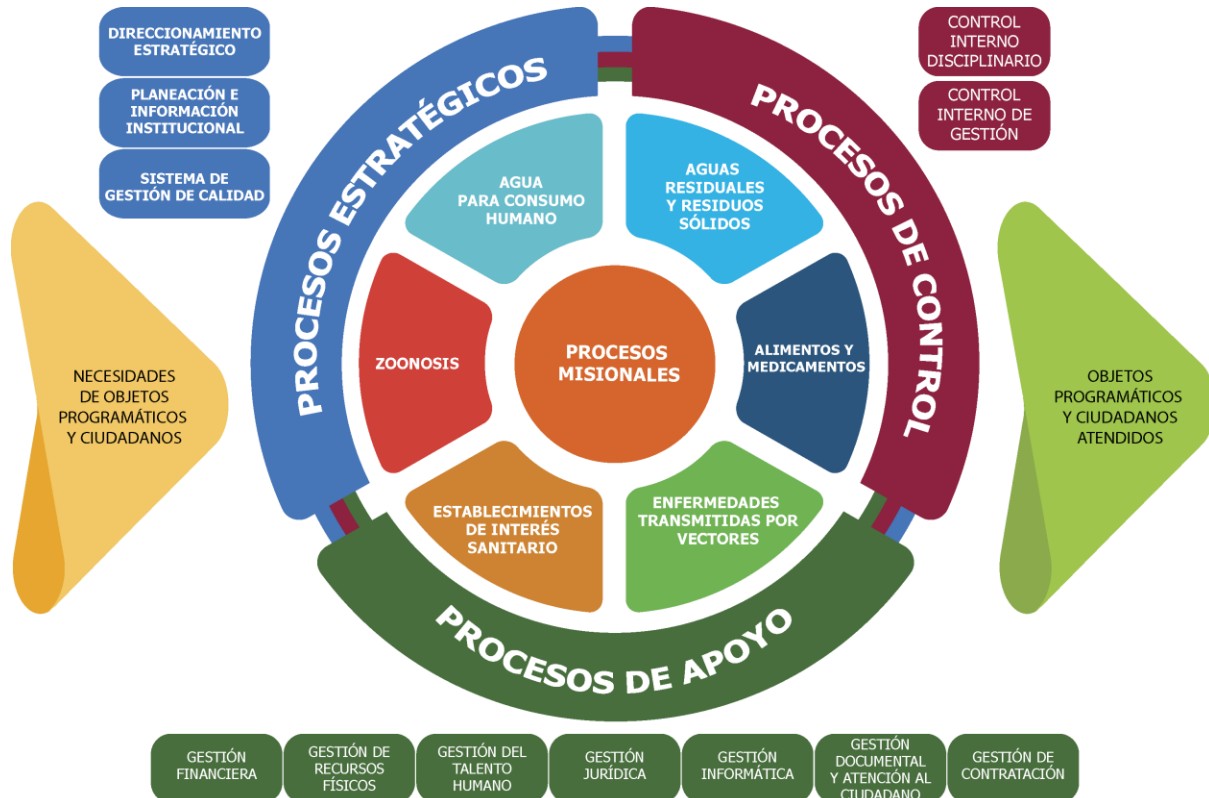 DIRECCIONAMIENTO
ESTRATÉGICO
PLANEACIÓN E
INFORMACIÓN
INSTITUCIONAL
SISTEMA DE
GESTIÓN DE CALIDAD
CONTROL
INTERNO
DISCIPLINARIO
CONTROL
INTERNO DE
GESTIÓN
PROCESOS ESTRATÉGICOS
PROCESOS DE CONTROL
AGUA
PARA CONSUMO
HUMANO
AGUAS
RESIDUALES
Y RESIDUOS
SÓLIDOS
ZOONOSIS
PROCESOS
MISIONALES
ALIMENTOS Y
MEDICAMENTOS
NECESIDADES
DE OBJETOS
PROGRAMÁTICOS
Y CIUDADANOS
OBJETOS
PROGRAMÁTICOS
Y CIUDADANOS
ATENDIDOS
ESTABLECIMIENTOS
DE INTERÉS
SANITARIO
ENFERMEDADES
TRANSMITIDAS POR
VECTORES
PROCESOS DE APOYO
GESTIÓN
FINANCIERA
GESTIÓN DE
RECURSOS
FÍSICOS
GESTIÓN DEL
TALENTO
HUMANO
GESTIÓN
JURÍDICA
GESTIÓN
INFORMÁTICA
GESTIÓN
DOCUMENTAL
Y ATENCIÓN AL
CIUDADANO
GESTIÓN DE
CONTRATACIÓN